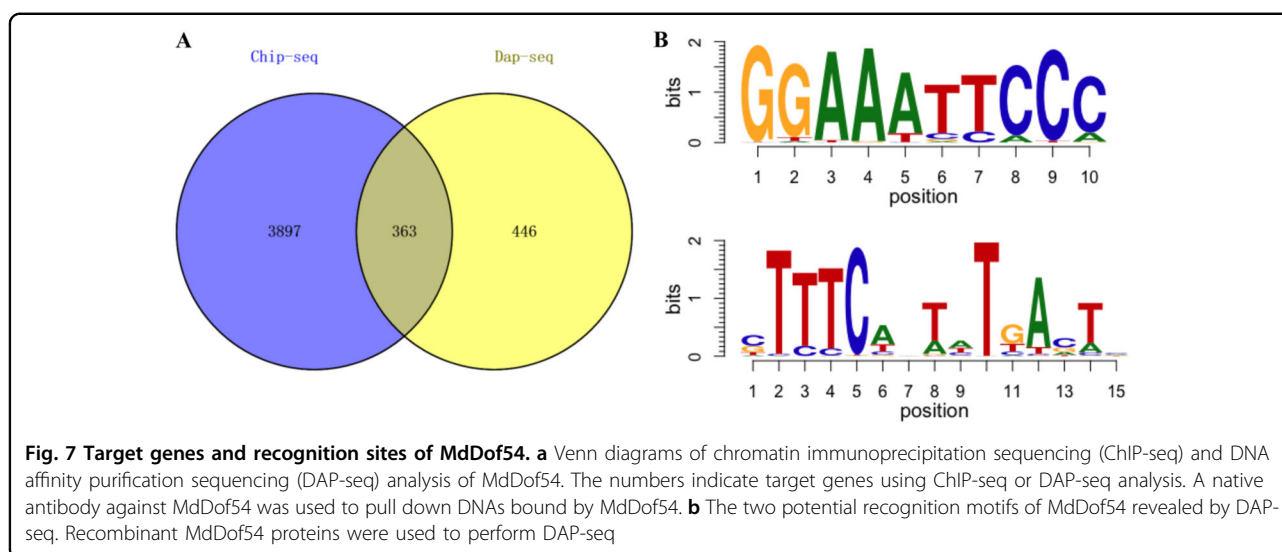 A
Chip-seq
Dap-seq
3897
363
446
B
2
bits
1
0
GGAAATTCCC
1 2 3 4 5 6 7 8 9 10
position
2
bits
1
0
1 2 3 4 5 6 7 8 9 11 13 15
position
Fig. 7 Target genes and recognition sites of MdDof54. a Venn diagrams of chromatin immunoprecipitation sequencing (ChIP-seq) and DNA
affinity purification sequencing (DAP-seq) analysis of MdDof54. The numbers indicate target genes using ChIP-seq or DAP-seq analysis. A native
antibody against MdDof54 was used to pull down DNAs bound by MdDof54. b The two potential recognition motifs of MdDof54 revealed by DAP-
seq. Recombinant MdDof54 proteins were used to perform DAP-seq